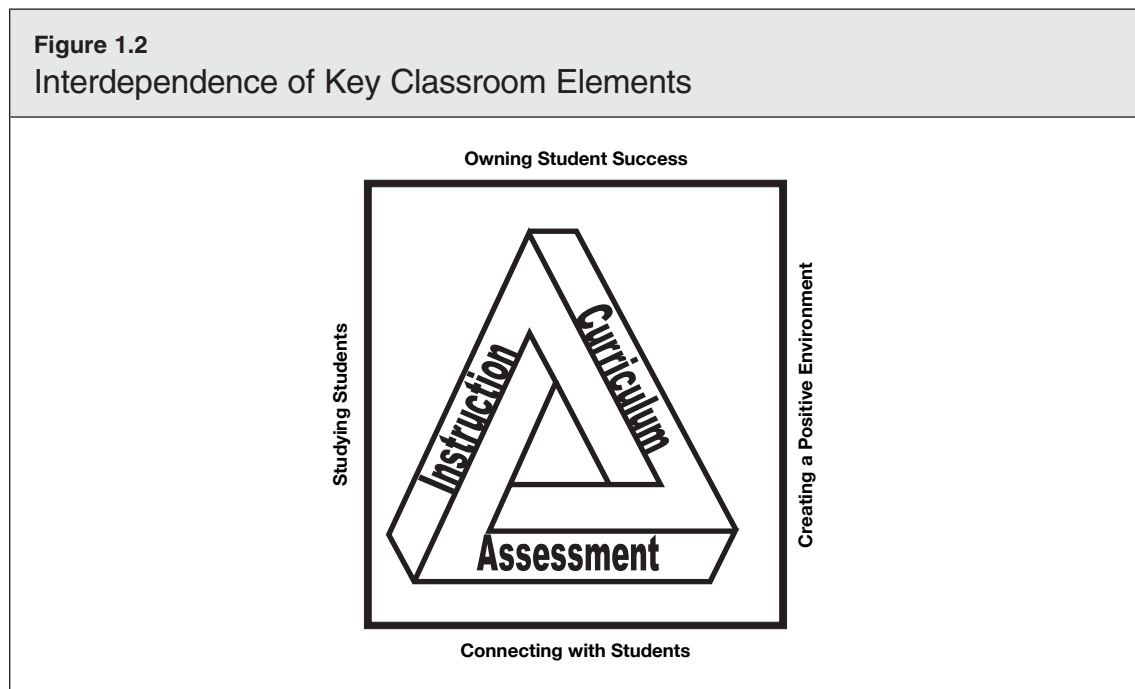 Figure 1.2
Interdependence of Key Classroom Elements
Owning Student Success
Studying Students
Instruction
Curriculum
Creating a Positive Environment
Assessment
Connecting with Students